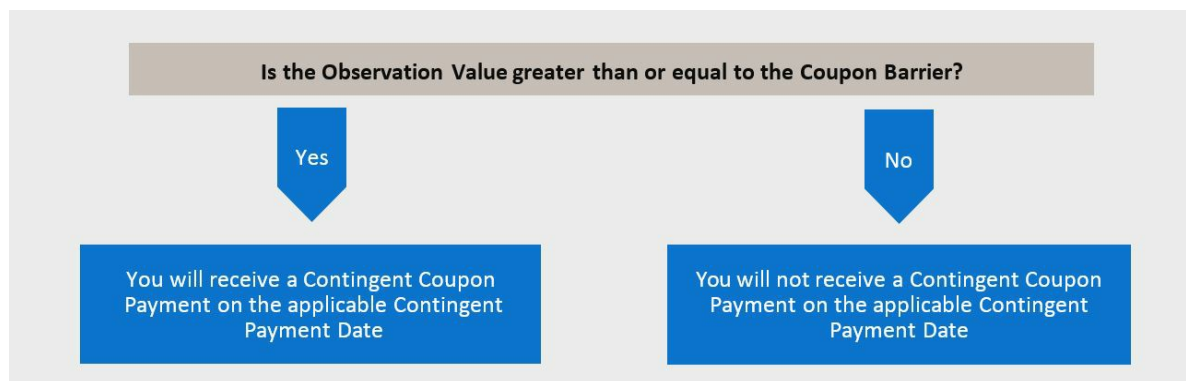 Is the Observation Value greater than or equal to the Coupon Barrier?
Yes
No
You will receive a Contingent Coupon
Payment on the applicable Contingent
Payment Date
You will not receive a Contingent Coupon
Payment on the applicable Contingent
Payment Date